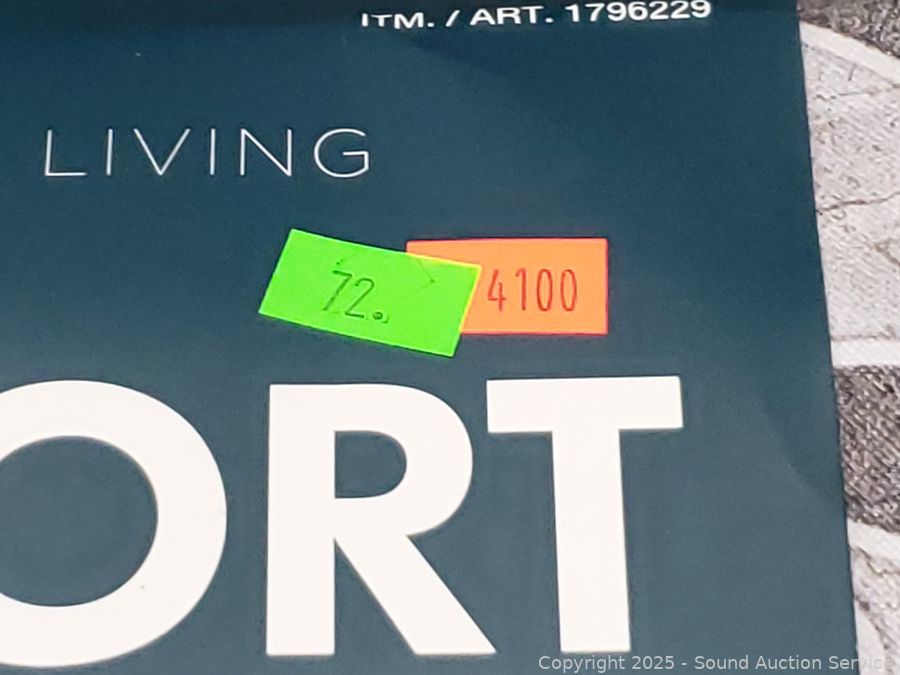 ITM. / ART. 1796229
LIVING
72.
4100
ORT
Copyright 2025 - Sound Auction Service